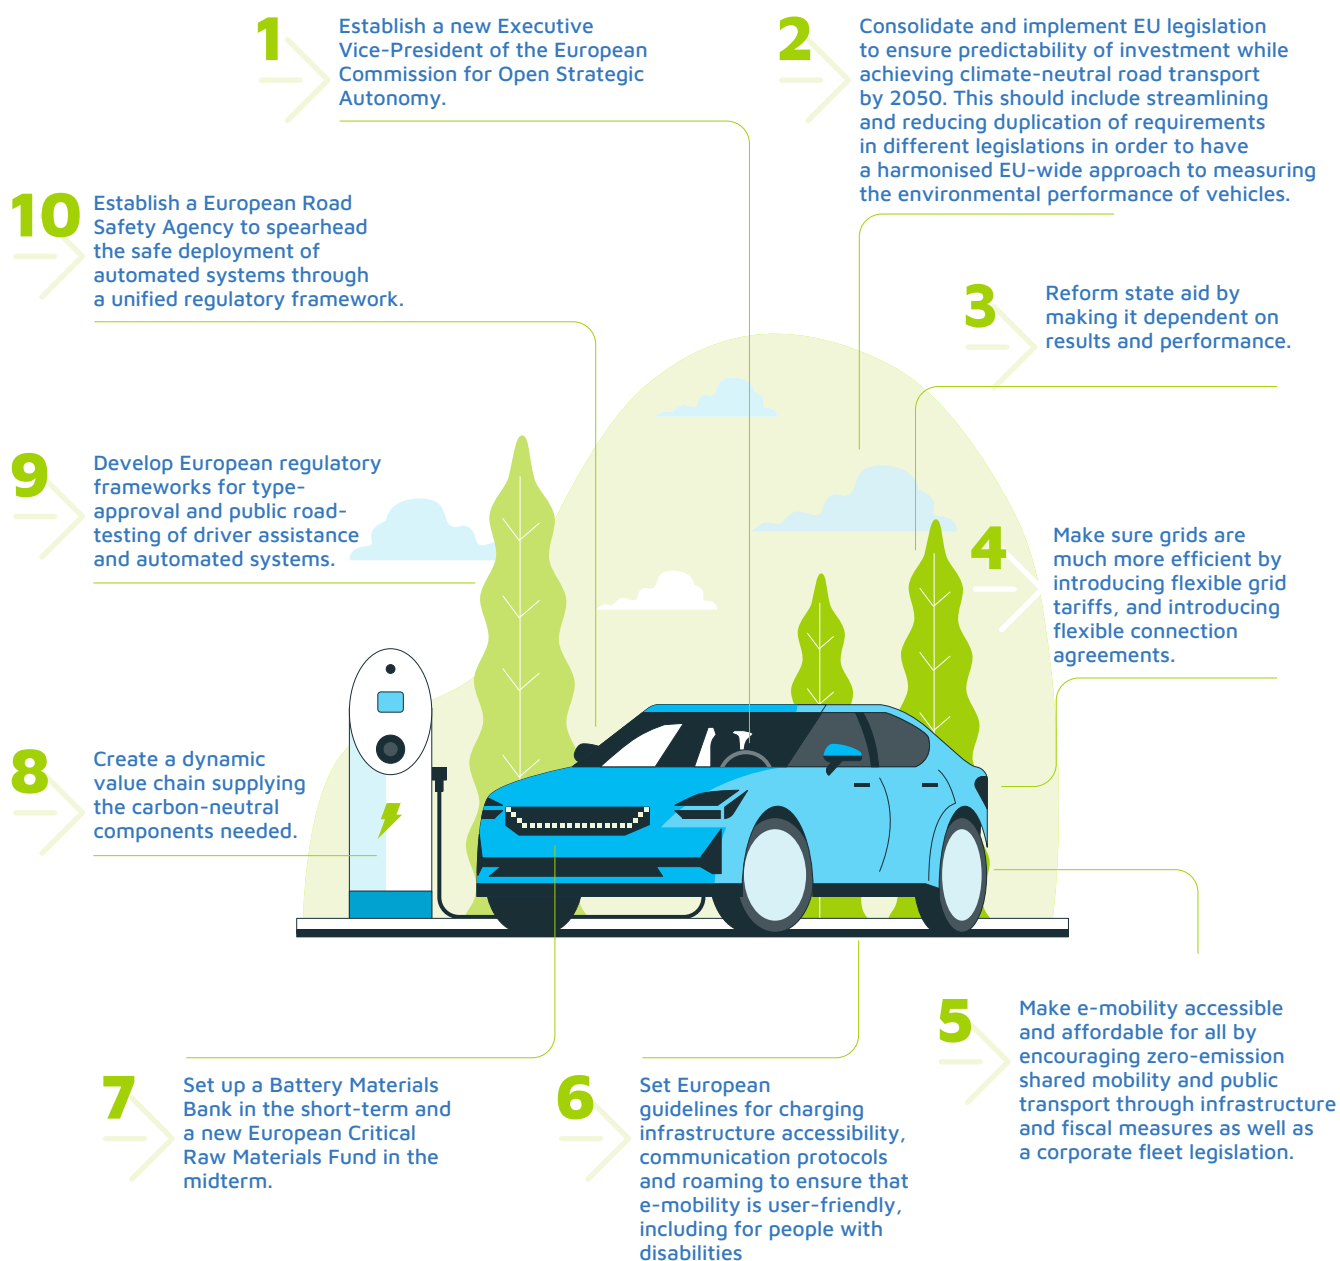 1
Establish a new Executive
Vice-President of the European
Commission for Open Strategic
Autonomy.
2
Consolidate and implement EU legislation
to ensure predictability of investment while
achieving climate-neutral road transport
by 2050. This should include streamlining
and reducing duplication of requirements
in different legislations in order to have
a harmonised EU-wide approach to measuring
the environmental performance of vehicles.
3
Reform state aid by
making it dependent on
results and performance.
4
Make sure grids are
much more efficient by
introducing flexible grid
tariffs, and introducing
flexible connection
agreements.
5
Make e-mobility accessible
and affordable for all by
encouraging zero-emission
shared mobility and public
transport through infrastructure
and fiscal measures as well as
a corporate fleet legislation.
6
Set European
guidelines for charging
infrastructure accessibility,
communication protocols
and roaming to ensure that
e-mobility is user-friendly,
including for people with
disabilities
7
Set up a Battery Materials
Bank in the short-term and
a new European Critical
Raw Materials Fund in the
midterm.
8
Create a dynamic
value chain supplying
the carbon-neutral
components needed.
9
Develop European regulatory
frameworks for type-
approval and public road-
testing of driver assistance
and automated systems.
10
Establish a European Road
Safety Agency to spearhead
the safe deployment of
automated systems through
a unified regulatory framework.